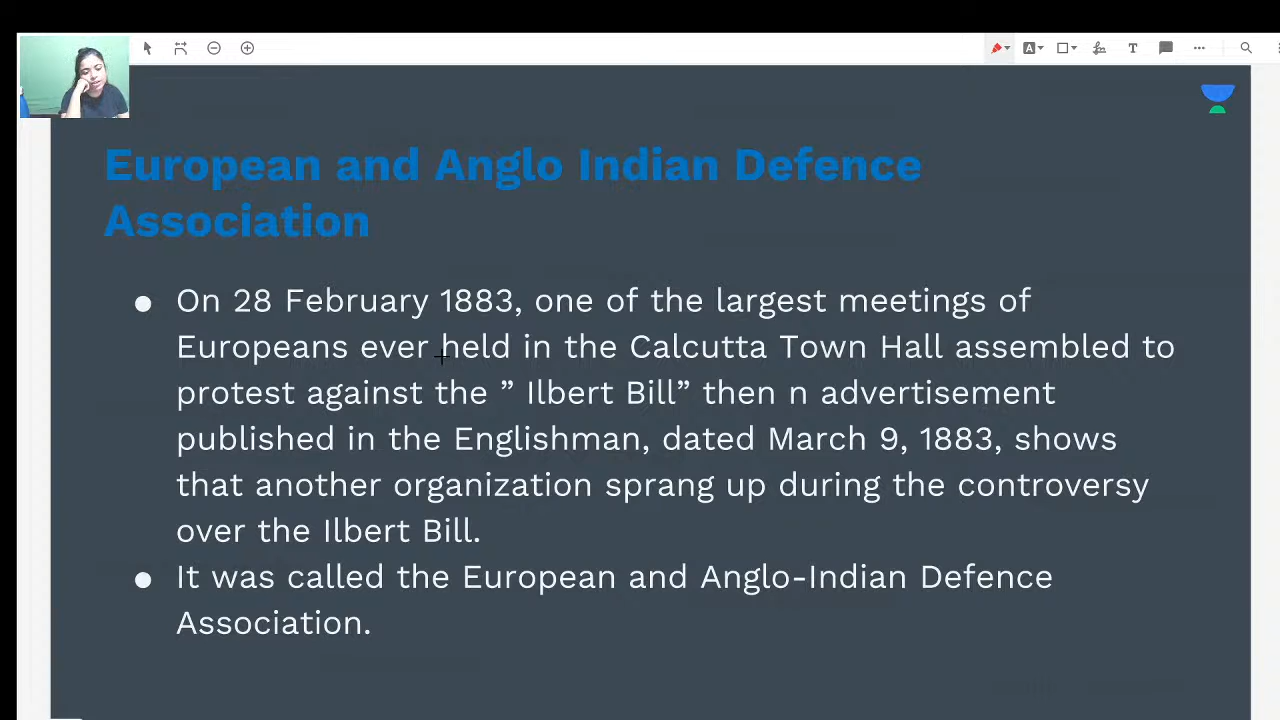 European and Anglo Indian Defence
Association
● On 28 February 1883, one of the largest meetings of
Europeans ever held in the Calcutta Town Hall assembled to
protest against the ” Ilbert Bill” then n advertisement
published in the Englishman, dated March 9, 1883, shows
that another organization sprang up during the controversy
over the Ilbert Bill.
● It was called the European and Anglo-Indian Defence
Association.